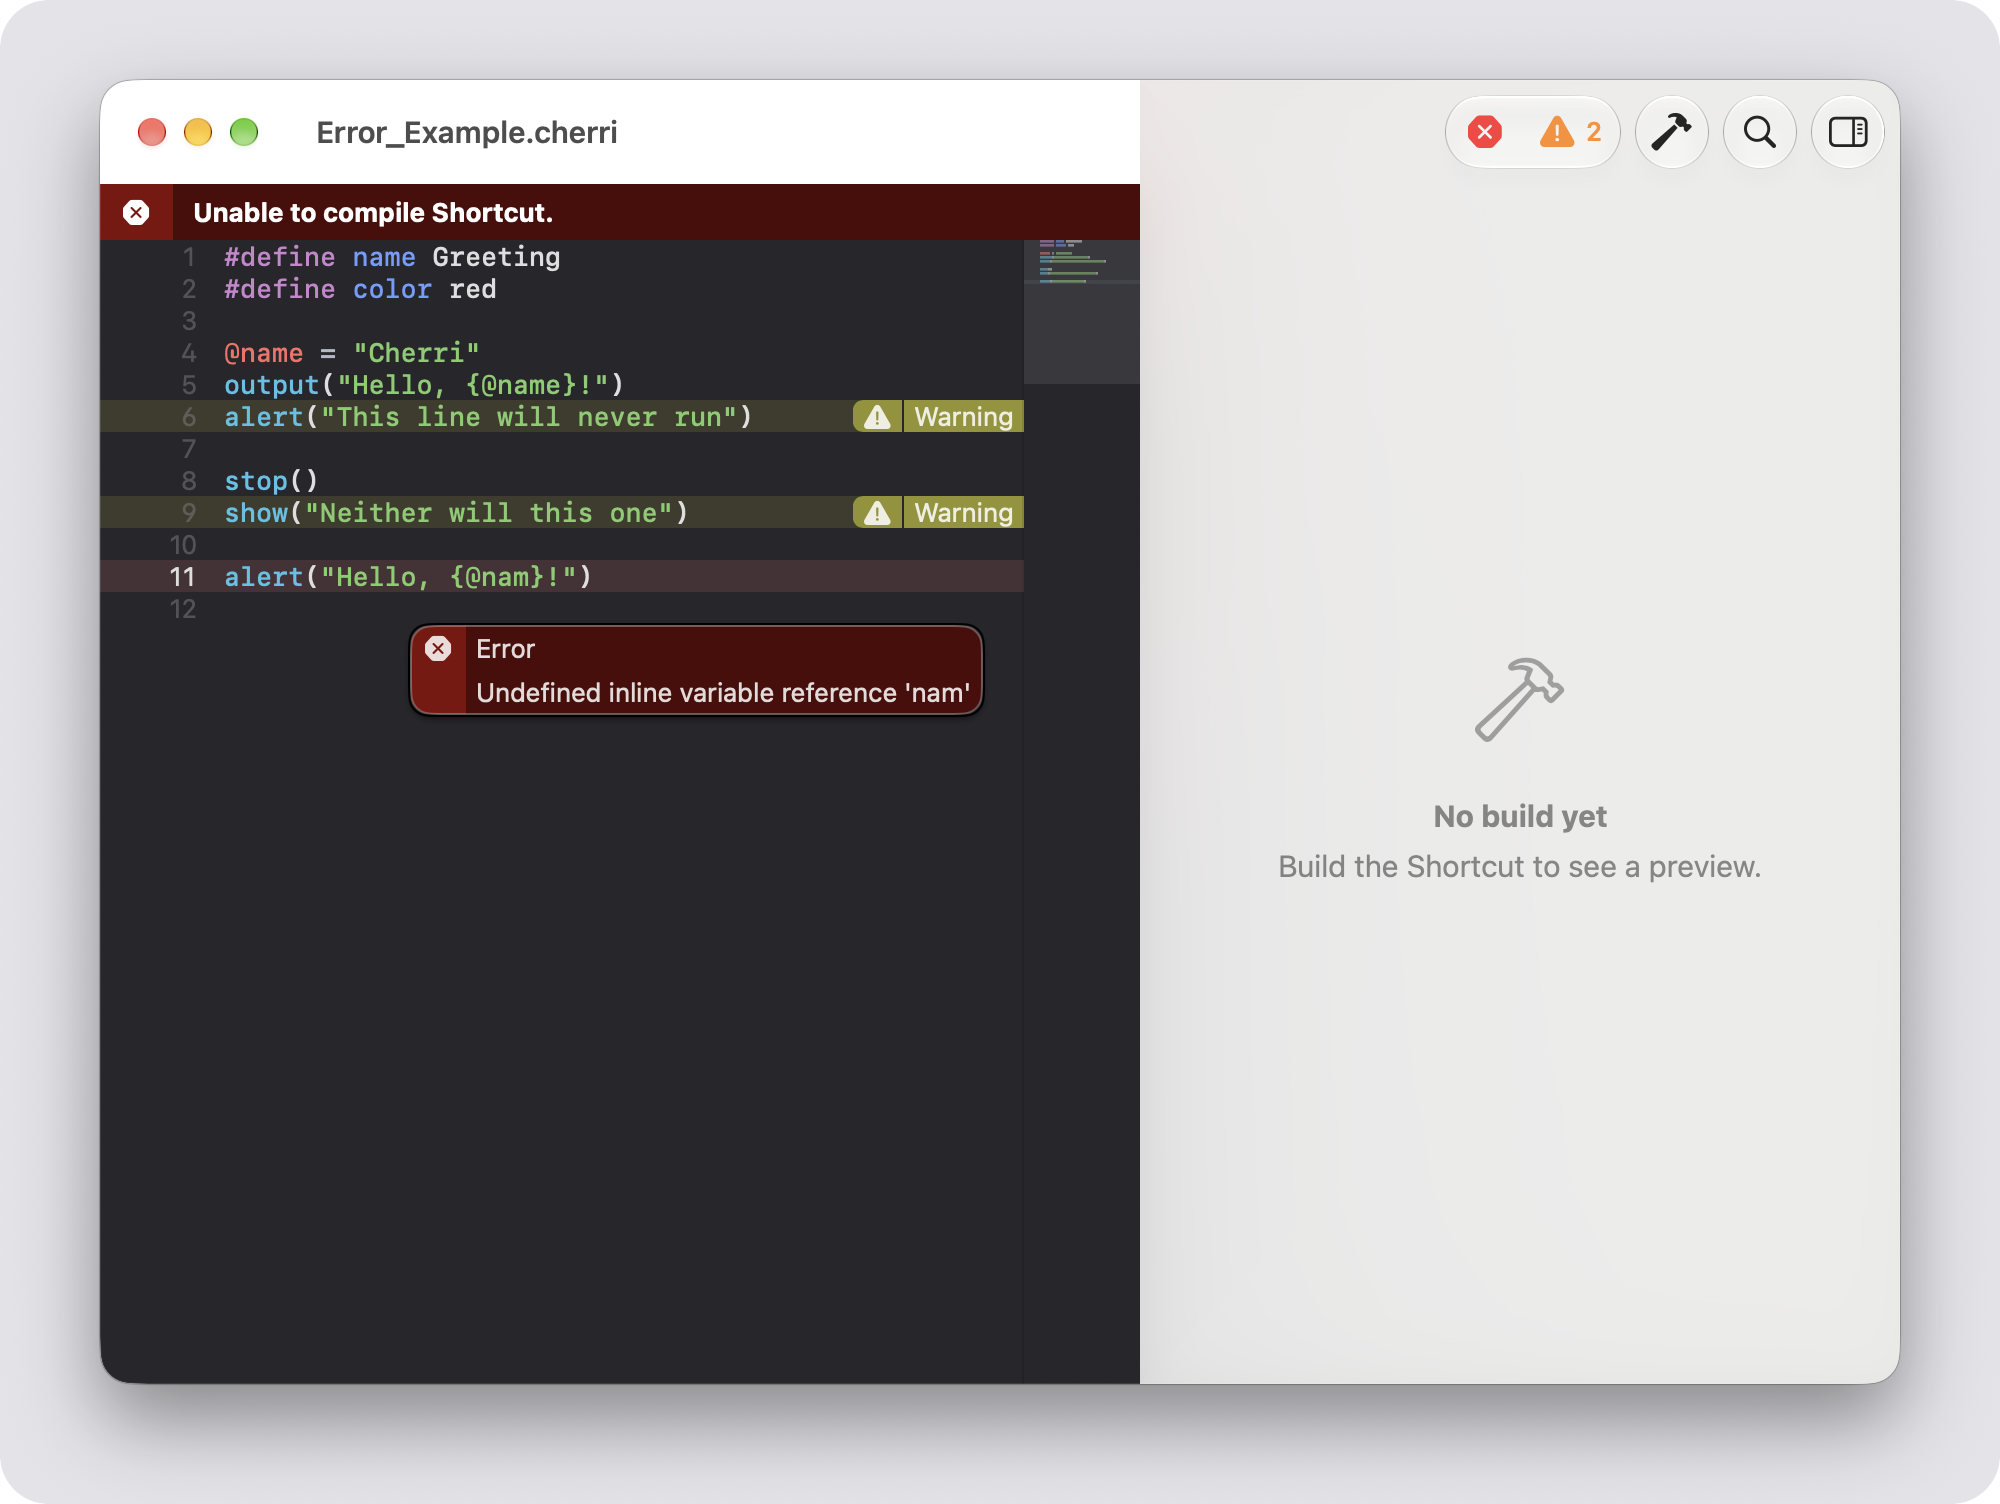 Error_Example.cherri
2
Unable to compile Shortcut.
1 #define name Greeting
2 #define color red
3
4 @name = "Cherri"
5 output("Hello, {@name}!")
6 alert("This line will never run") Warning
7
8 stop()
9 show("Neither will this one") Warning
10
11 alert("Hello, {@nam}!")
12
Error
Undefined inline variable reference 'nam'
No build yet
Build the Shortcut to see a preview.